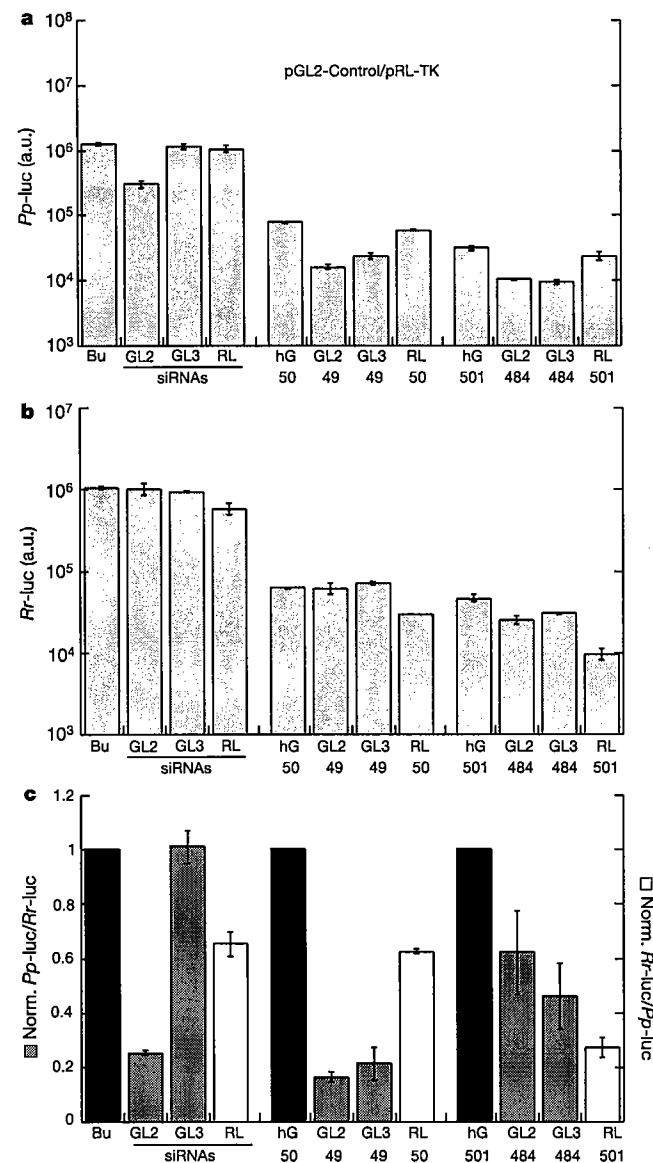 a
10⁸
pGL2-Control/pRL-TK
10⁷
10⁶
10⁵
10⁴
10³
Pp-luc (a.u.)
Bu GL2 GL3 RL hG GL2 GL3 RL hG GL2 GL3 RL
siRNAs 50 49 49 50 501 484 484 501
b
10⁷
10⁶
10⁵
10⁴
10³
Rr-luc (a.u.)
Bu GL2 GL3 RL hG GL2 GL3 RL hG GL2 GL3 RL
siRNAs 50 49 49 50 501 484 484 501
c
1.2
1
0.8
0.6
0.4
0.2
0
Norm. Pp-luc/Rr-luc
Norm. Rr-luc/Pp-luc
Bu GL2 GL3 RL hG GL2 GL3 RL hG GL2 GL3 RL
siRNAs 50 49 49 50 501 484 484 501